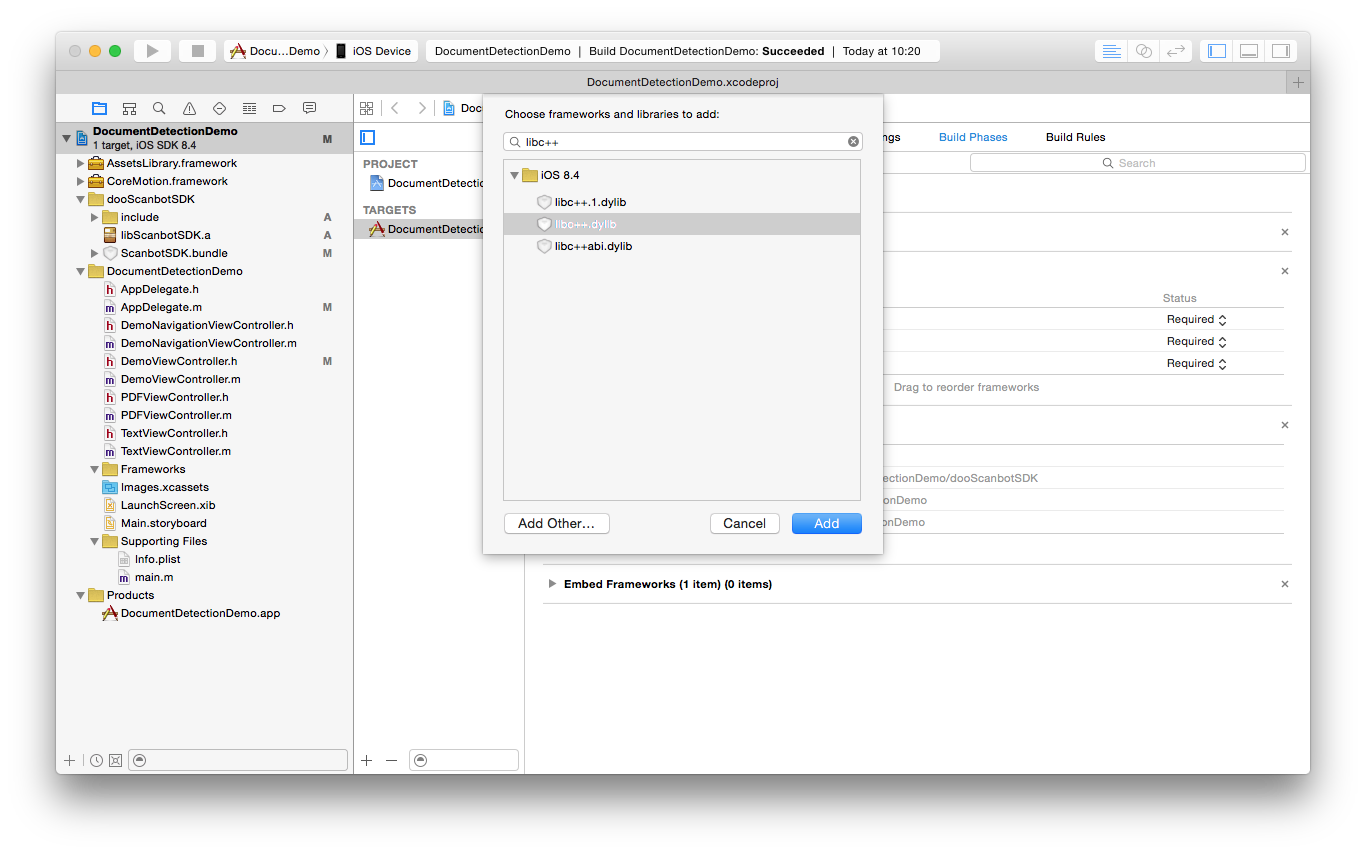 Docu...Demo 〉 iOS Device
DocumentDetectionDemo | Build DocumentDetectionDemo: Succeeded | Today at 10:20
DocumentDetectionDemo.xcodeproj
DocumentDetectionDemo
1 target, iOS SDK 8.4
M
AssetsLibrary.framework
CoreMotion.framework
dooScanbotSDK
include A
libScanbotSDK.a A
ScanbotSDK.bundle M
DocumentDetectionDemo
h AppDelegate.h
m AppDelegate.m M
h DemoNavigationViewController.h
m DemoNavigationViewController.m
h DemoViewController.h M
m DemoViewController.m
h PDFViewController.h
m PDFViewController.m
h TextViewController.h
m TextViewController.m
Frameworks
Images.xcassets
LaunchScreen.xib
Main.storyboard
Supporting Files
Info.plist
m main.m
Products
DocumentDetectionDemo.app
Doc
PROJECT
DocumentDetectic
TARGETS
DocumentDetectic
Choose frameworks and libraries to add:
libc++
iOS 8.4
libc++.1.dylib
libc++.dylib
libc++abi.dylib
Add Other...
Cancel
Add
ngs
Build Phases
Build Rules
Search
Status
Required
Required
Required
Drag to reorder frameworks
ectionDemo/dooScanbotSDK
onDemo
onDemo
Embed Frameworks (1 item) (0 items)